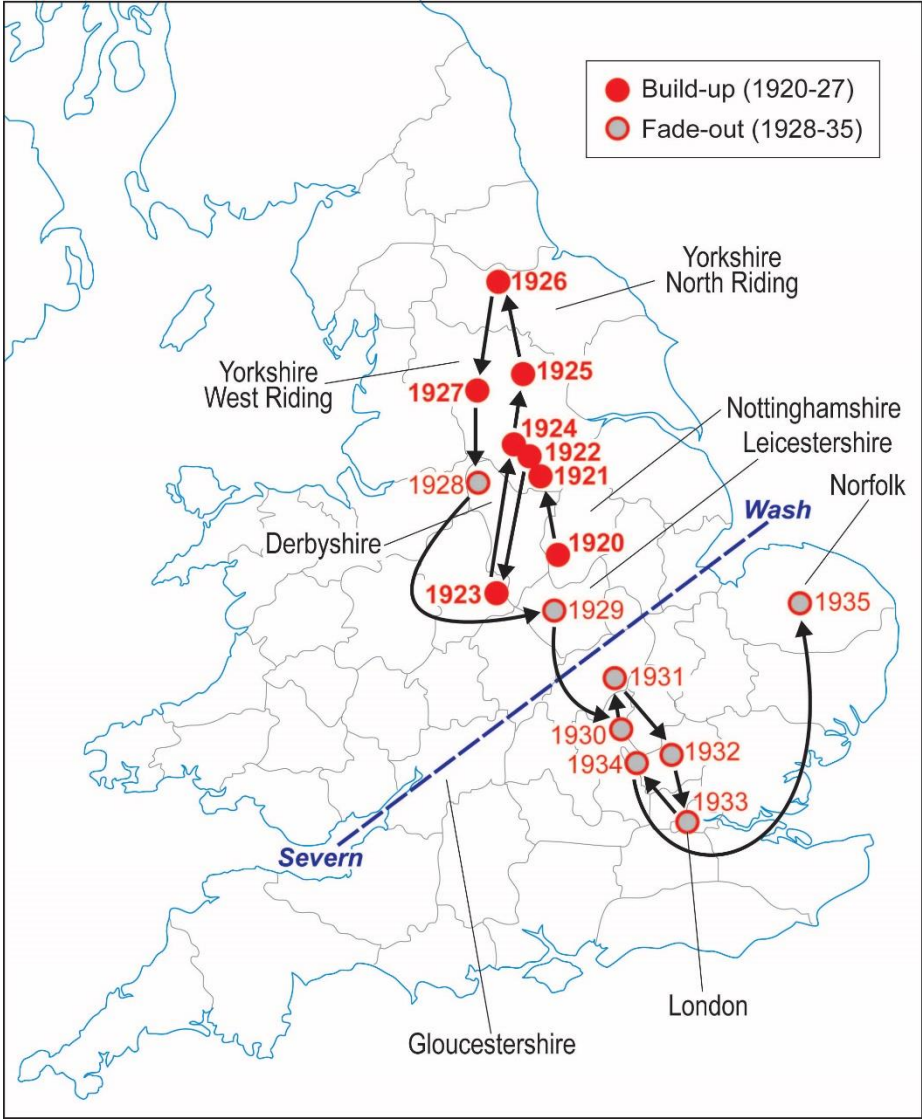 Build-up (1920-27)
Fade-out (1928-35)
Yorkshire
North Riding
1926
Yorkshire
West Riding
1925
1927
Nottinghamshire
1924
Leicestershire
1922
1921
1928
Norfolk
Wash
Derbyshire
1920
1923
1929
1935
1931
1930
1932
1934
1933
Severn
London
Gloucestershire